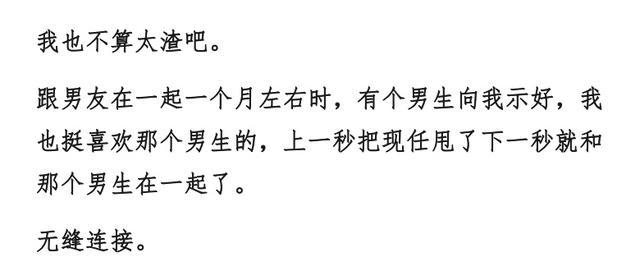 我也不算太渣吧。
跟男友在一起一个月左右时，有个男生向我示好，我
也挺喜欢那个男生的，上一秒把现任甩了下一秒就和
那个男生在一起了。
无缝连接。